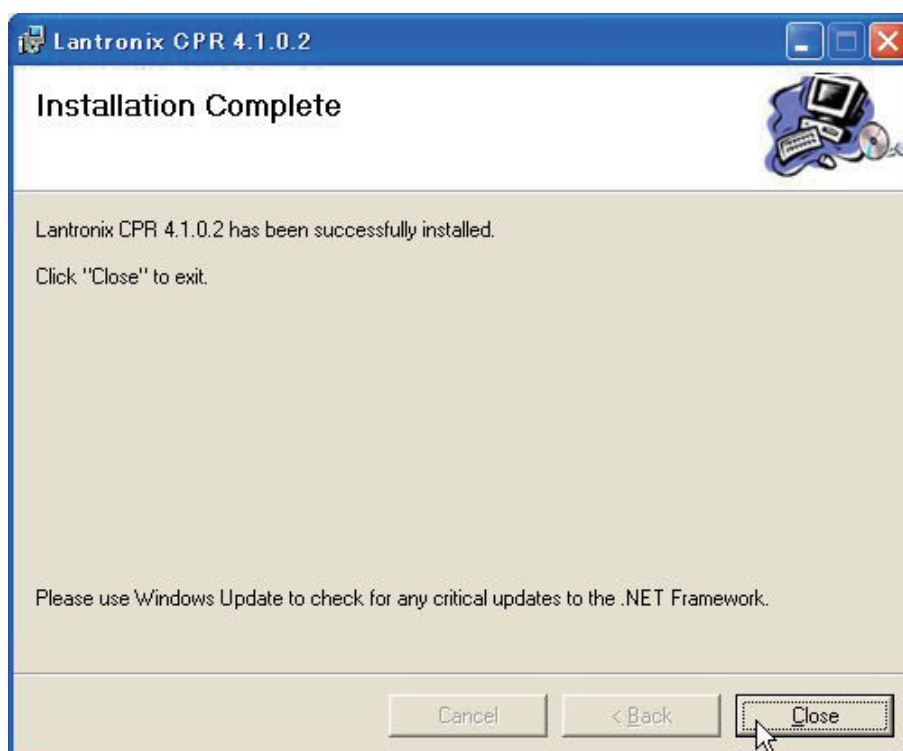 Lantronix CPR 4.1.0.2
Installation Complete
Lantronix CPR 4.1.0.2 has been successfully installed.
Click "Close" to exit.
Please use Windows Update to check for any critical updates to the .NET Framework.
Cancel
< Back
Close